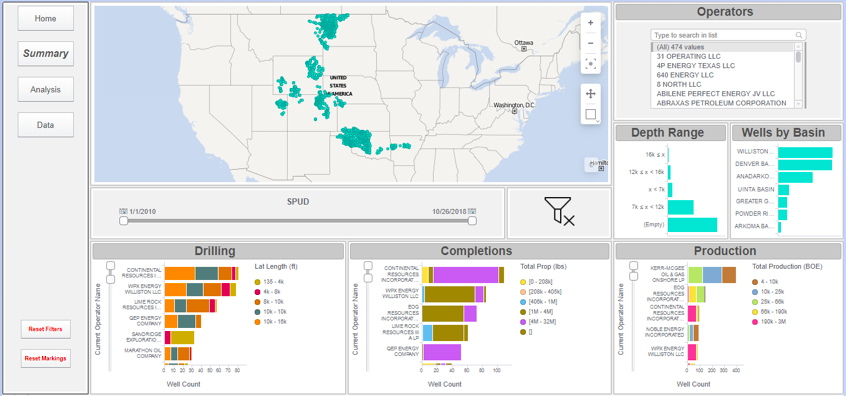 Home
Summary
Analysis
Data
Reset Filters
Reset Markings
Ottawa
UNITED
STATES
Washington, D.C.
SPUD
1/1/2010
10/26/2018
Operators
Type to search in list
(All) 474 values
31 OPERATING LLC
4P ENERGY TEXAS LLC
640 ENERGY LLC
8 NORTH LLC
ABILENE PERFECT ENERGY JV LLC
ABRAXAS PETROLEUM CORPORATION
Depth Range
16k ≤ x
12k ≤ x < 16k
x < 7k
7k ≤ x < 12k
(Empty)
Wells by Basin
WILLISTON ...
DENVER BA...
ANADARKO...
UINTA BASIN
GREATER G...
POWDER RI...
ARKOMA BA...
Drilling
Current Operator Name
CONTINENTAL
RESOURCES I...
WPX ENERGY
WILLISTON LLC
LIME ROCK
RESOURCES I...
QEP ENERGY
COMPANY
SANDRIDGE
EXPLORATIO...
MARATHON OIL
COMPANY
0 10 20 30 40 50 60 70 80
Well Count
Lat Length (ft)
135 - 4k
4k - 8k
8k - 10k
10k - 10k
10k - 16k
Completions
Current Operator Name
CONTINENTAL
RESOURCES
INCORPORAT...
WPX ENERGY
WILLISTON LLC
EOG
RESOURCES
INCORPORAT...
LIME ROCK
RESOURCES III
A LP
QEP ENERGY
COMPANY
0 20 40 60 80 100
Well Count
Total Prop (lbs)
[0 - 208k]
[208k - 405k]
(406k - 1M]
(1M - 4M]
(4M - 32M]
[]
Production
Current Operator Name
KERR-MCGEE
OIL & GAS
ONSHORE LP
EOG
RESOURCES
INCORPORAT...
CONTINENTAL
RESOURCES
INCORPORAT...
NOBLE ENERGY
INCORPORATED
WPX ENERGY
WILLISTON LLC
0 100 200 300 400
Well Count
Total Production (BOE)
4 - 10k
10k - 25k
25k - 66k
66k - 190k
190k - 3M